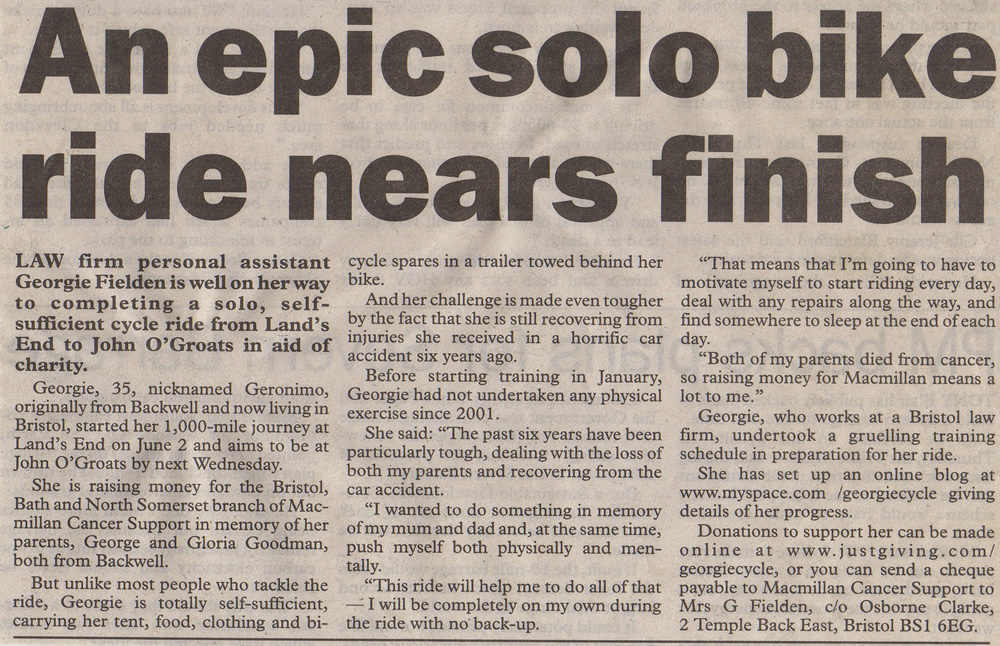 An epic solo bike
ride nears finish
LAW firm personal assistant
Georgie Fielden is well on her way
to completing a solo, self-
sufficient cycle ride from Land's
End to John O'Groats in aid of
charity.
Georgie, 35, nicknamed Geronimo,
originally from Backwell and now living in
Bristol, started her 1,000-mile journey at
Land's End on June 2 and aims to be at
John O'Groats by next Wednesday.
She is raising money for the Bristol,
Bath and North Somerset branch of Mac-
millan Cancer Support in memory of her
parents, George and Gloria Goodman,
both from Backwell.
But unlike most people who tackle the
ride, Georgie is totally self-sufficient,
carrying her tent, food, clothing and bi-
cycle spares in a trailer towed behind her
bike.
And her challenge is made even tougher
by the fact that she is still recovering from
injuries she received in a horrific car
accident six years ago.
Before starting training in January,
Georgie had not undertaken any physical
exercise since 2001.
She said: “The past six years have been
particularly tough, dealing with the loss of
both my parents and recovering from the
car accident.
“I wanted to do something in memory
of my mum and dad and, at the same time,
push myself both physically and men-
tally.
“This ride will help me to do all of that
— I will be completely on my own during
the ride with no back-up.
“That means that I'm going to have to
motivate myself to start riding every day,
deal with any repairs along the way, and
find somewhere to sleep at the end of each
day.
“Both of my parents died from cancer,
so raising money for Macmillan means a
lot to me.”
Georgie, who works at a Bristol law
firm, undertook a gruelling training
schedule in preparation for her ride.
She has set up an online blog at
www.myspace.com /georgiecycle giving
details of her progress.
Donations to support her can be made
online at www.justgiving.com/
georgiecycle, or you can send a cheque
payable to Macmillan Cancer Support to
Mrs G Fielden, c/o Osborne Clarke,
2 Temple Back East, Bristol BS1 6EG.